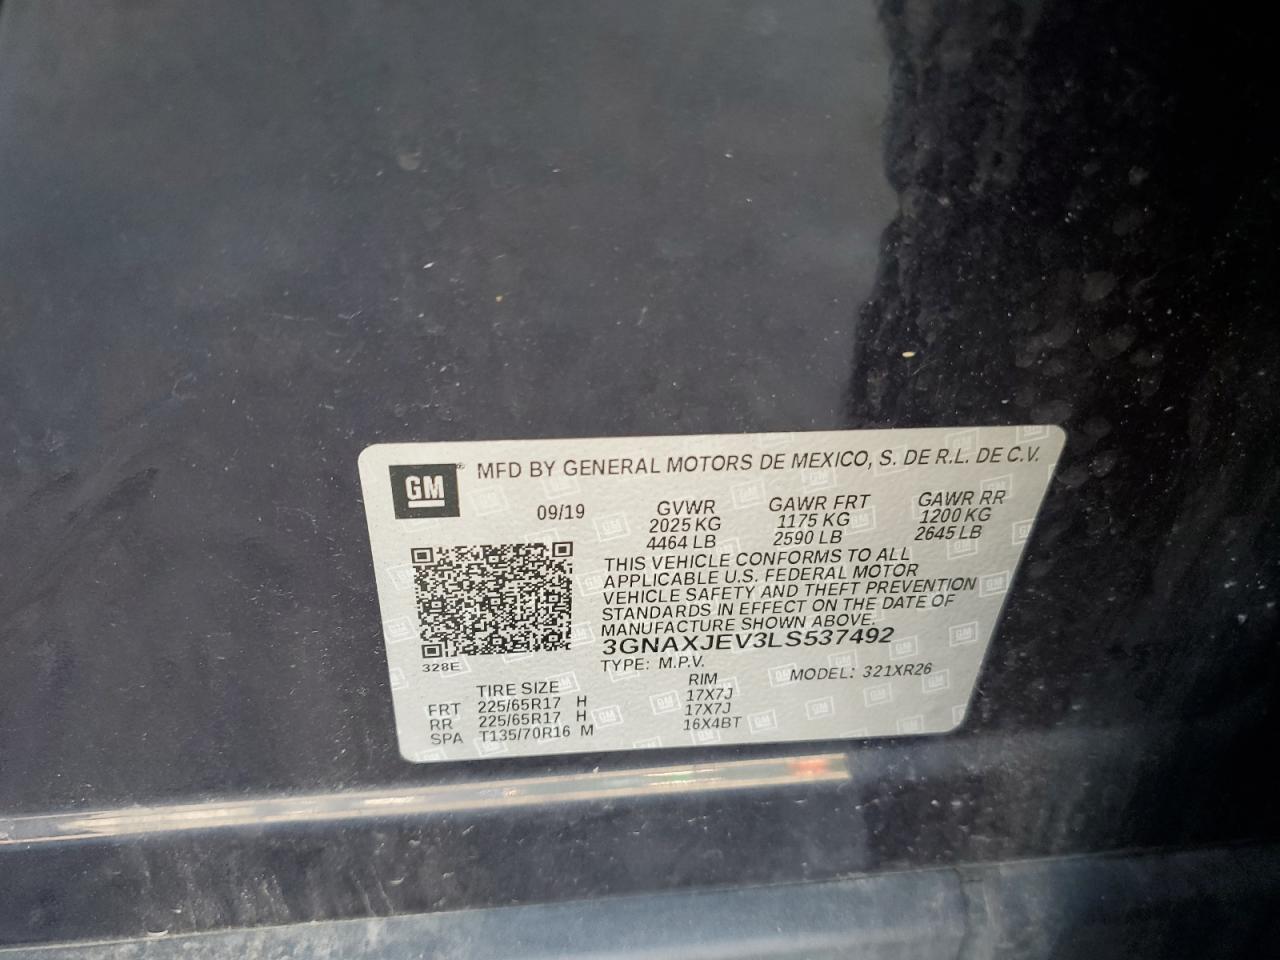 GM® MFD BY GENERAL MOTORS DE MEXICO, S. DE R.L. DE C.V.
09/19 GVWR GAWR FRT GAWR RR
2025 KG 1175 KG 1200 KG
4464 LB 2590 LB 2645 LB
THIS VEHICLE CONFORMS TO ALL
APPLICABLE U.S. FEDERAL MOTOR
VEHICLE SAFETY AND THEFT PREVENTION
STANDARDS IN EFFECT ON THE DATE OF
MANUFACTURE SHOWN ABOVE.
3GNAXJEV3LS537492
328E TYPE: M.P.V. MODEL: 321XR26
TIRE SIZE RIM
FRT 225/65R17 H 17X7J
RR 225/65R17 H 17X7J
SPA T135/70R16 M 16X4BT